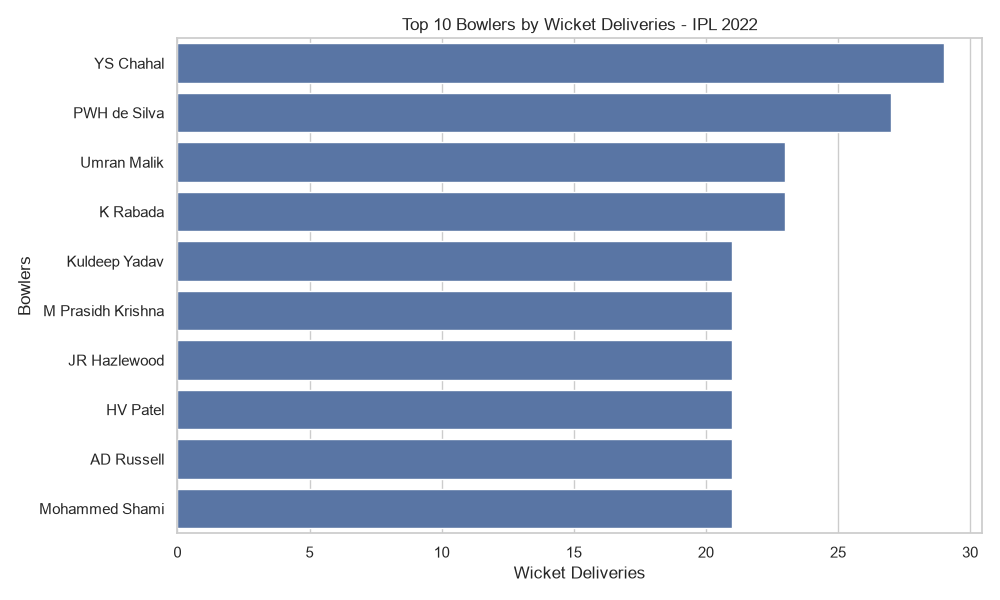 Top 10 Bowlers by Wicket Deliveries - IPL 2022
YS Chahal
PWH de Silva
Umran Malik
K Rabada
Kuldeep Yadav
M Prasidh Krishna
JR Hazlewood
HV Patel
AD Russell
Mohammed Shami
Bowlers
0 5 10 15 20 25 30
Wicket Deliveries